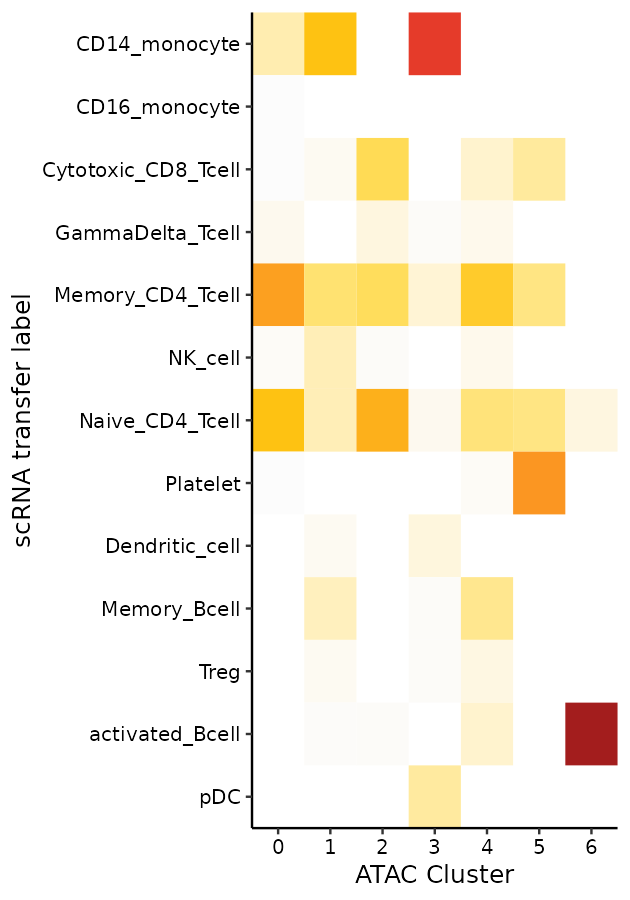 CD14_monocyte
CD16_monocyte
Cytotoxic_CD8_Tcell
GammaDelta_Tcell
Memory_CD4_Tcell
NK_cell
Naive_CD4_Tcell
Platelet
Dendritic_cell
Memory_Bcell
Treg
activated_Bcell
pDC
scRNA transfer label
0 1 2 3 4 5 6
ATAC Cluster